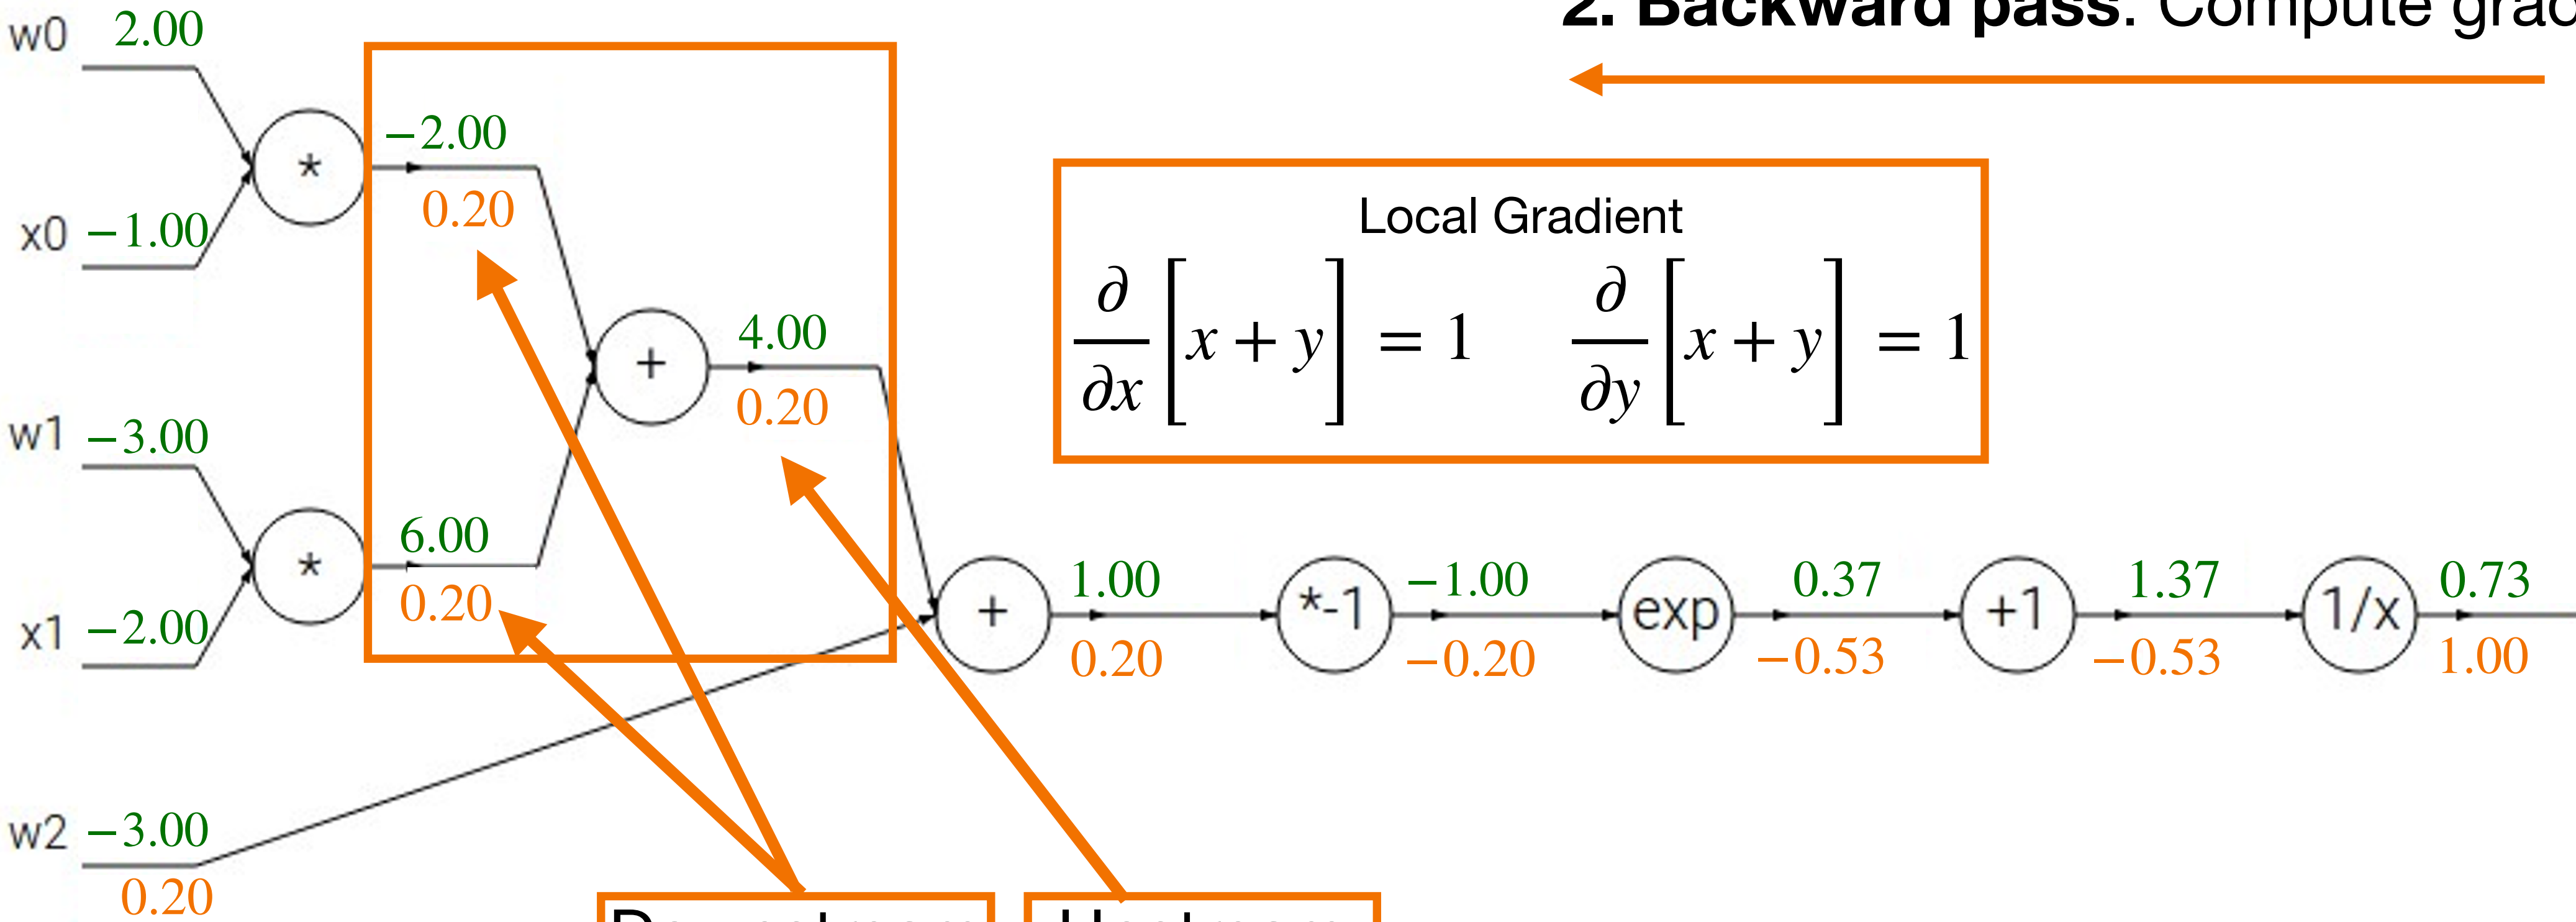 2. Backward pass: Compute grad
w0 2.00
x0 −1.00
*
−2.00
0.20
w1 −3.00
x1 −2.00
*
6.00
0.20
+
4.00
0.20
Local Gradient
∂/∂x [x + y] = 1 ∂/∂y [x + y] = 1
w2 −3.00
0.20
+
1.00
0.20
*-1
−1.00
−0.20
exp
0.37
−0.53
+1
1.37
−0.53
1/x
0.73
1.00
Downstream
Upstream